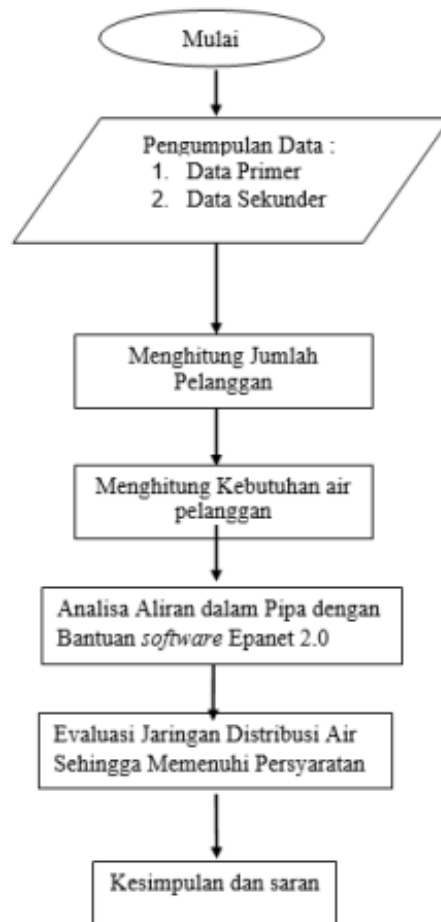 Mulai
Pengumpulan Data :
1. Data Primer
2. Data Sekunder
Menghitung Jumlah
Pelanggan
Menghitung Kebutuhan air
pelanggan
Analisa Aliran dalam Pipa dengan
Bantuan software Epanet 2.0
Evaluasi Jaringan Distribusi Air
Sehingga Memenuhi Persyaratan
Kesimpulan dan saran